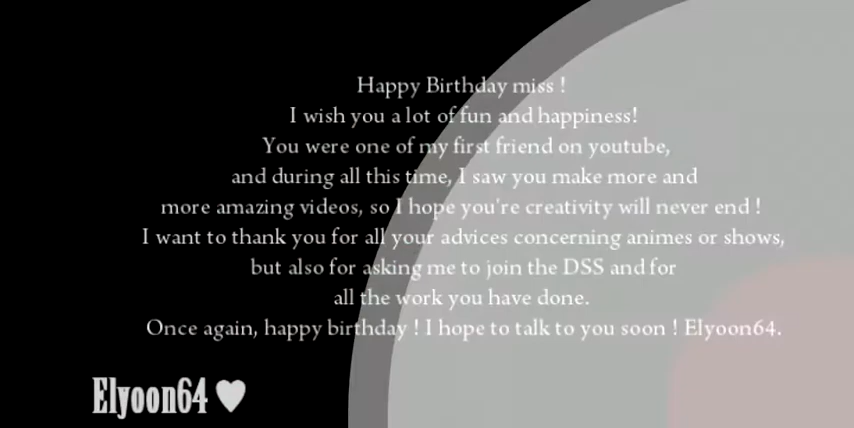 Happy Birthday miss !
I wish you a lot of fun and happiness!
You were one of my first friend on youtube,
and during all this time, I saw you make more and
more amazing videos, so I hope you're creativity will never end !
I want to thank you for all your advices concerning animes or shows,
but also for asking me to join the DSS and for
all the work you have done.
Once again, happy birthday ! I hope to talk to you soon ! Elyoon64.
Elyoon64 ♥